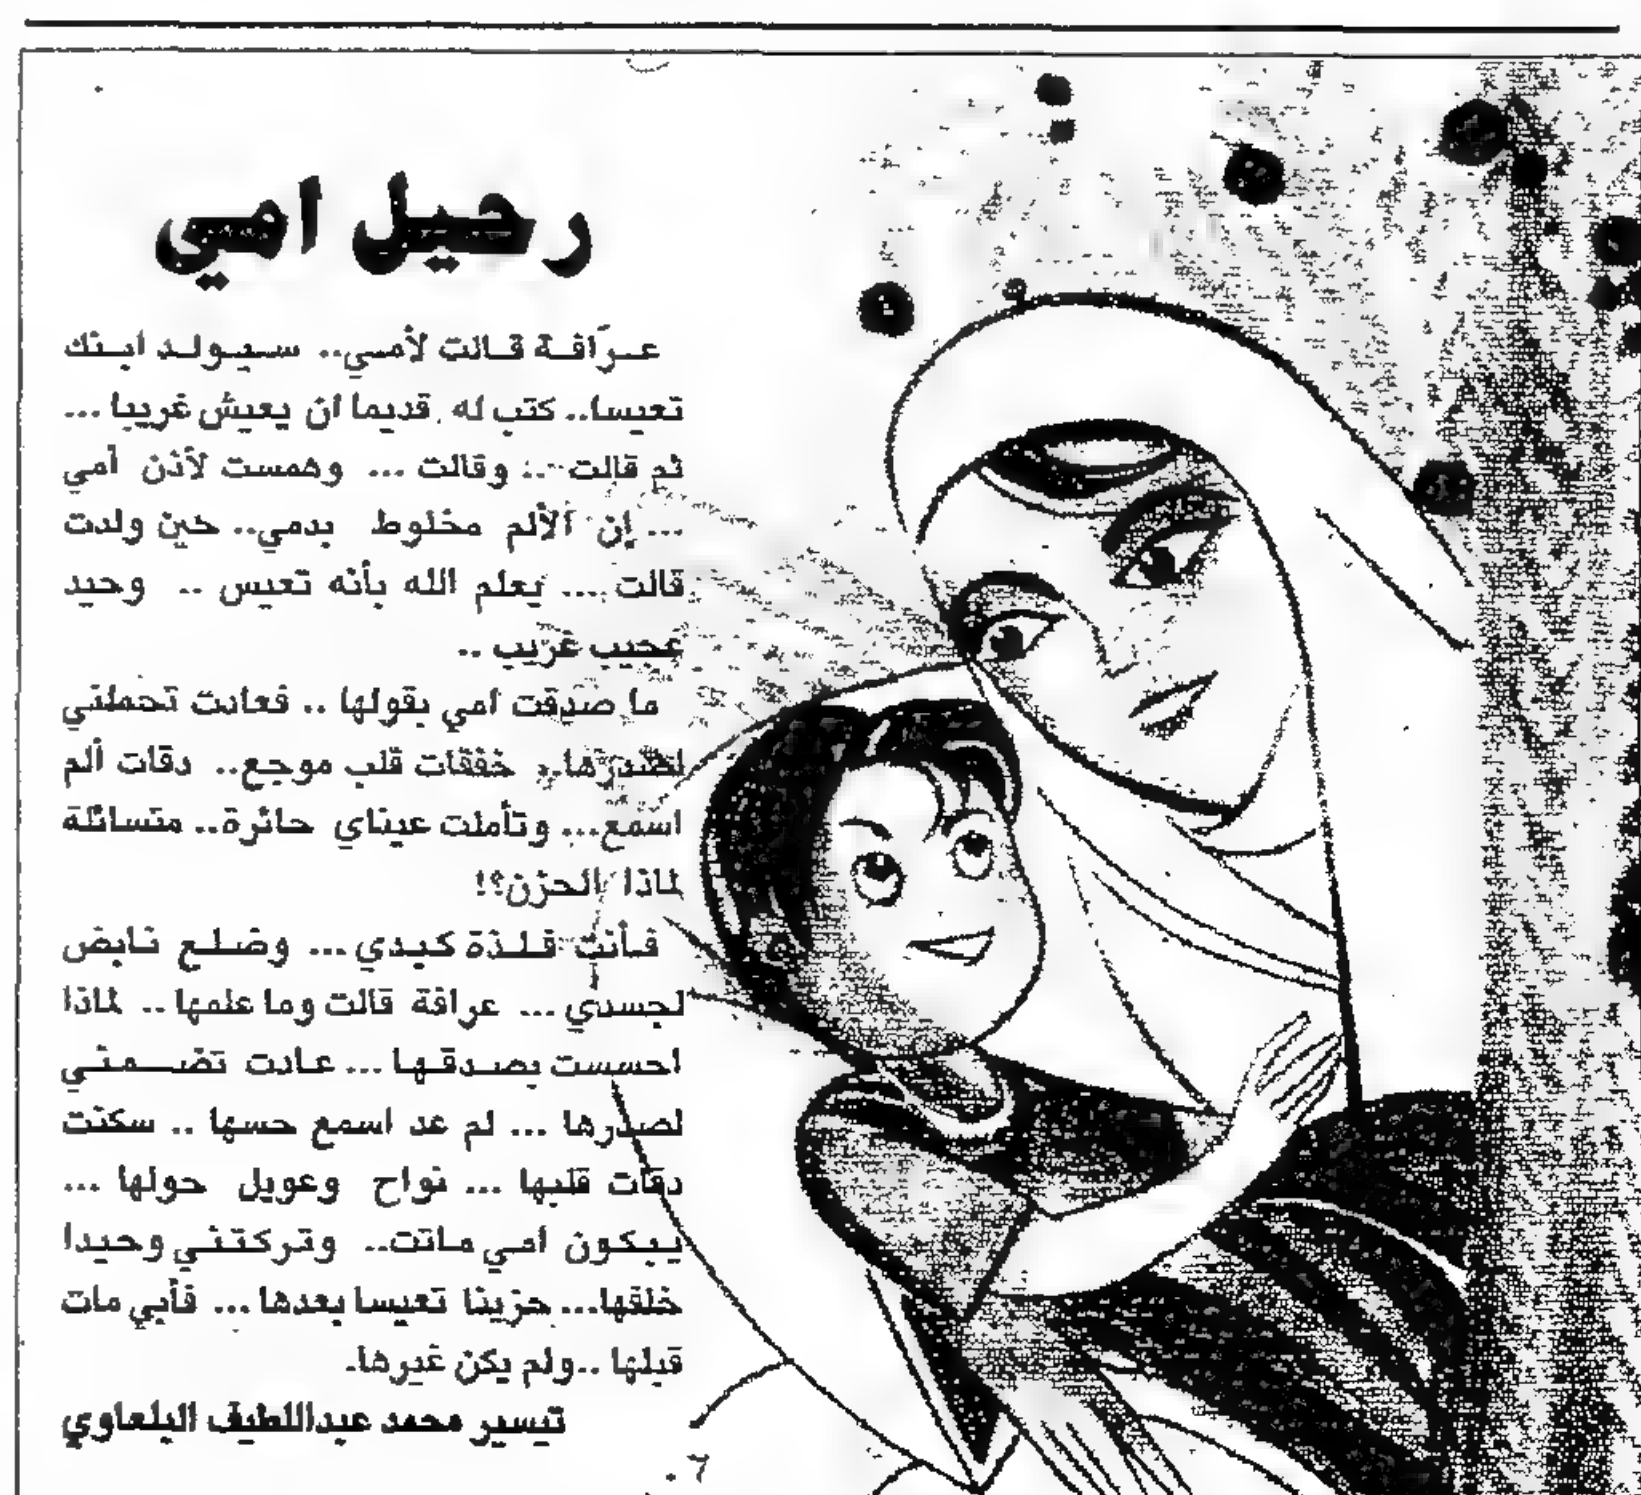 رحيل امي
عرّافة قالت لأمي.. سيولد ابنك
تعيسا.. كتب له قديما ان يعيش غريبا ...
ثم قالت .. وقالت ... وهمست لأذن أمي
... إن الألم مخلوط بدمي.. حين ولدت
قالت ... يعلم الله بأنه تعيس .. وحيد
عجيب غريب ..
ما صدقت امي بقولها .. فعادت تحملني
لصدرها.. خفقات قلب موجع.. دقات ألم
اسمع... وتأملت عيناي حائرة.. متسائلة
لماذا الحزن؟!
فأنت فلذة كبدي ... وضلع نابض
لجسدي ... عرافة قالت وما علمها .. لماذا
احسست بصدقها ... عادت تضمني
لصدرها ... لم عد اسمع حسها .. سكنت
دقات قلبها ... نواح وعويل حولها ...
يبكون امي ماتت.. وتركتني وحيدا
خلفها... حزينا تعيسا بعدها ... فأبي مات
قبلها ..ولم يكن غيرها.
تيسير محمد عبداللطيف البلعاوي